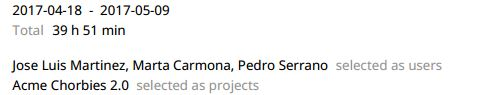 2017-04-18 - 2017-05-09
Total 39 h 51 min
Jose Luis Martinez, Marta Carmona, Pedro Serrano selected as users
Acme Chorbies 2.0 selected as projects